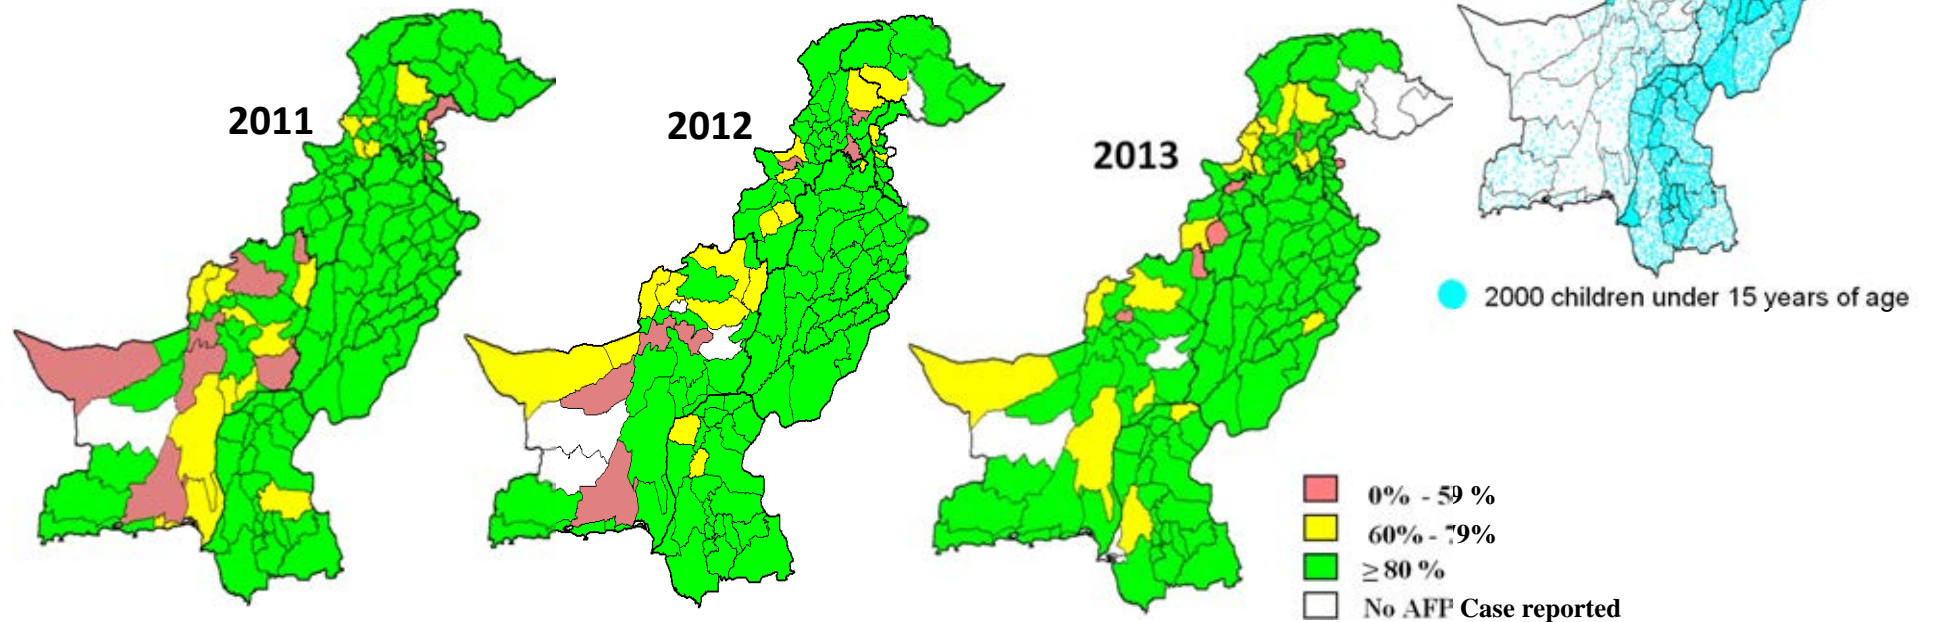 2011
2012
2013
2000 children under 15 years of age
0% - 59 %
60% - 79%
≥ 80 %
No AFP Case reported